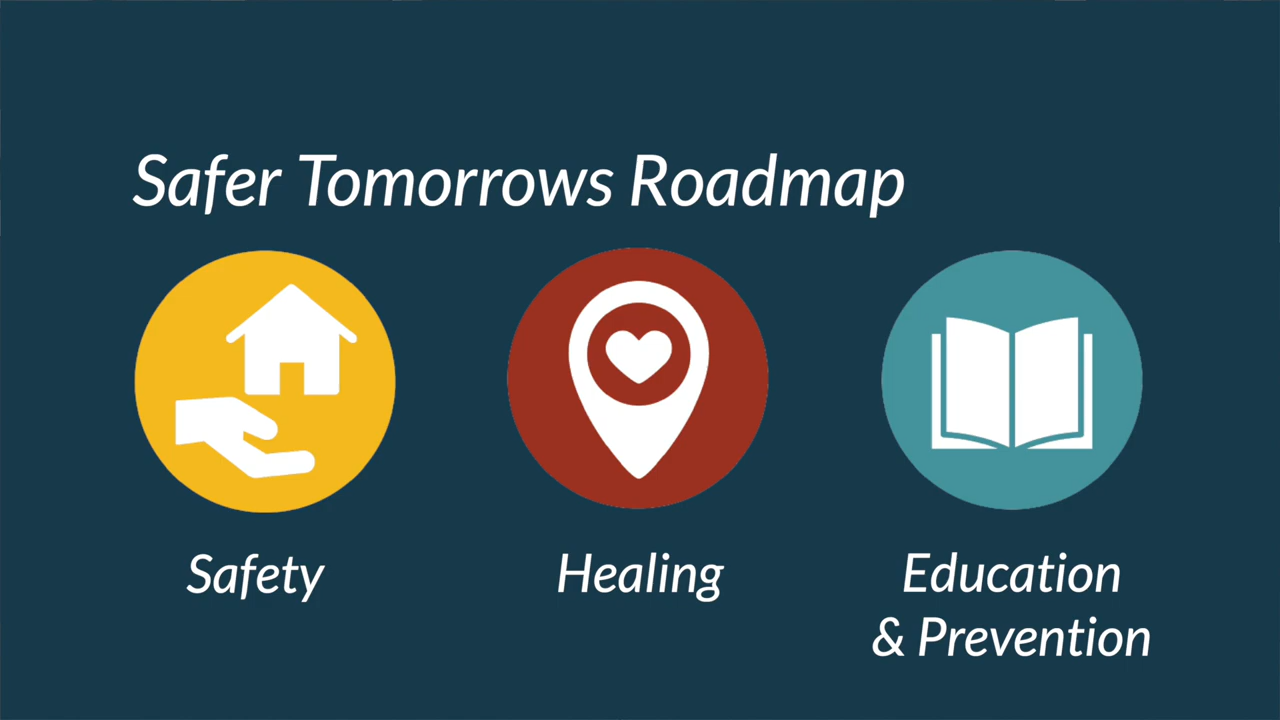 Safer Tomorrows Roadmap
Safety
Healing
Education
& Prevention